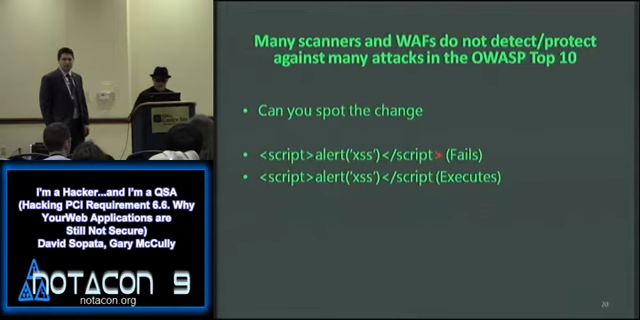 Many scanners and WAFs do not detect/protect
against many attacks in the OWASP Top 10
• Can you spot the change
• <script>alert('xss')</script> (Fails)
• <script>alert('xss')</script (Executes)
20
I'm a Hacker...and I'm a QSA
(Hacking PCI Requirement 6.6. Why
YourWeb Applications are
Still Not Secure)
David Sopata, Gary McCully
NOTACON 9
notacon.org